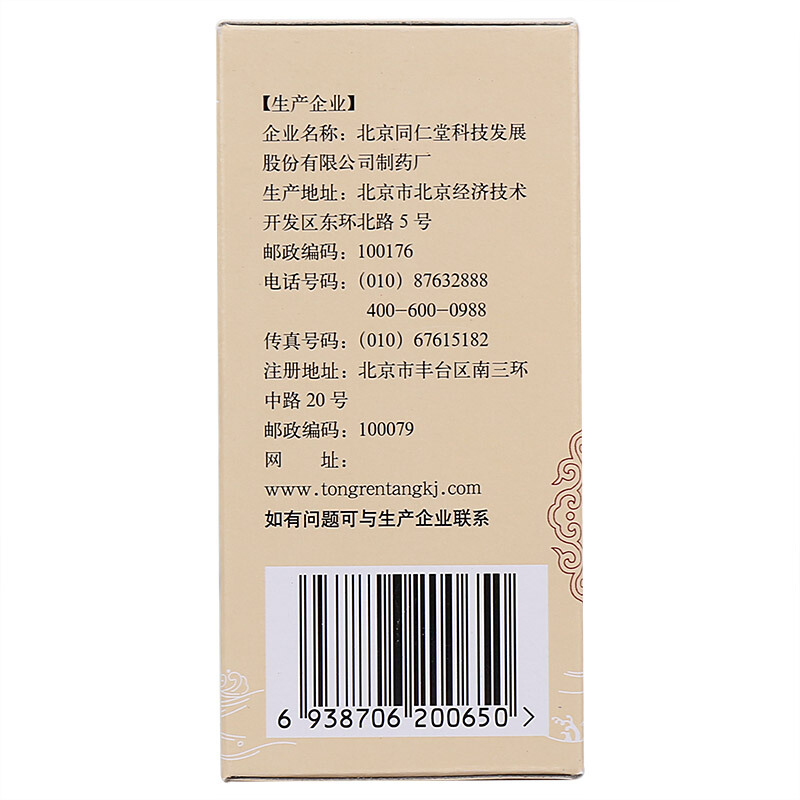 【生产企业】
企业名称：北京同仁堂科技发展
股份有限公司制药厂
生产地址：北京市北京经济技术
开发区东环北路 5 号
邮政编码：100176
电话号码：（010）87632888
400-600-0988
传真号码：（010）67615182
注册地址：北京市丰台区南三环
中路 20 号
邮政编码：100079
网 址：
www.tongrentangkj.com
如有问题可与生产企业联系
6 938706 200650 >